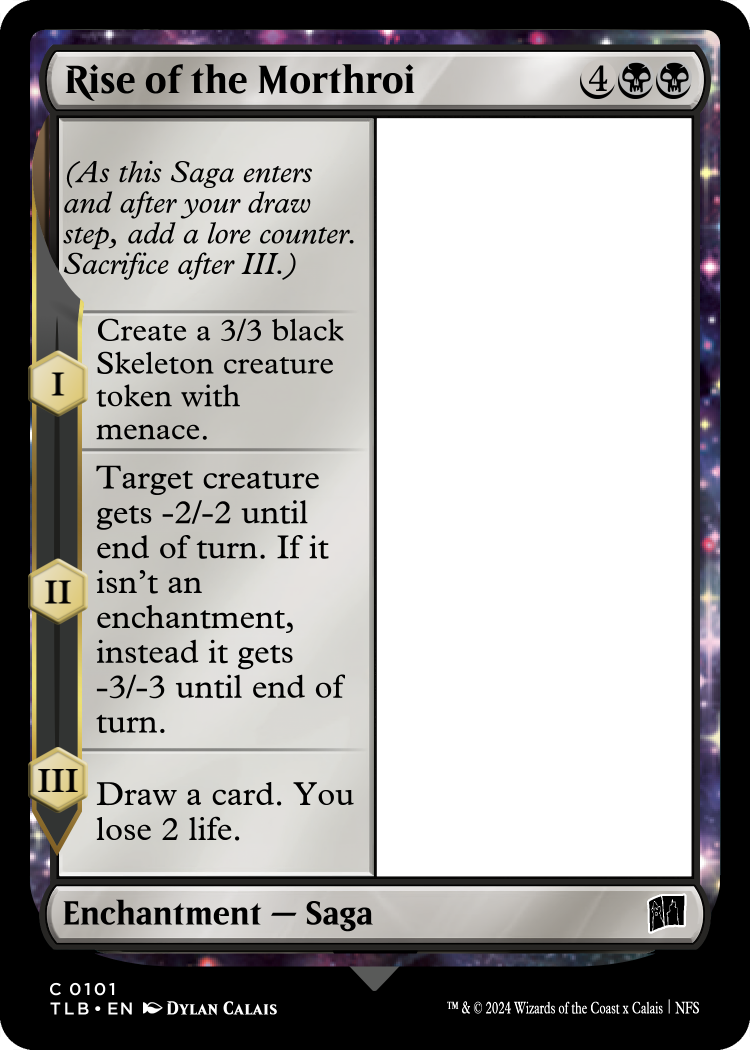 Rise of the Morthroi 4
(As this Saga enters
and after your draw
step, add a lore counter.
Sacrifice after III.)
I
Create a 3/3 black
Skeleton creature
token with
menace.
II
Target creature
gets -2/-2 until
end of turn. If it
isn't an
enchantment,
instead it gets
-3/-3 until end of
turn.
III
Draw a card. You
lose 2 life.
Enchantment — Saga
C 0101
TLB • EN DYLAN CALAIS
™ & © 2024 Wizards of the Coast x Calais | NFS